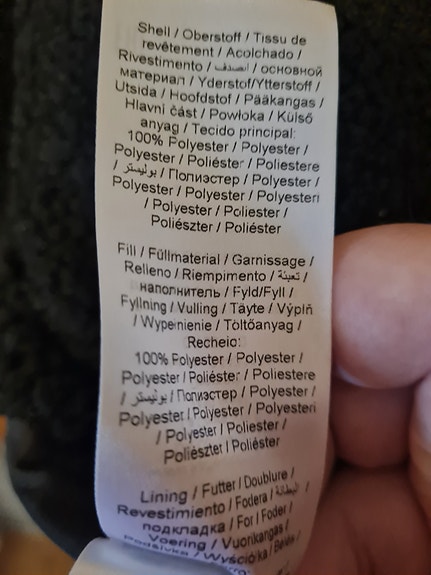 Shell / Oberstoff / Tissu de
revêtement / Acolchado /
Rivestimento / الصدف / основной
материал / Yderstof/Ytterstoff /
Utsida / Hoofdstof / Pääkangas /
Hlavni část / Powłoka / Külső
anyag / Tecido principal:
100% Polyester / Polyester /
Polyester / Poliéster / Poliestere
/ بوليستر / Полиэстер / Polyester /
Polyester / Polyester / Polyesteri
/ Polyester / Poliester /
Poliészter / Poliéster
Fill / Füllmaterial / Garnissage /
Relleno / Riempimento / تعبئة /
наполнитель / Fyld/Fyll /
Fyllning / Vulling / Täyte / Výplň
/ Wypełnienie / Töltőanyag /
Recheio:
100% Polyester / Polyester /
Polyester / Poliéster / Poliestere
/ بوليستر / Полиэстер / Polyester /
Polyester / Polyester / Polyesteri
/ Polyester / Poliester /
Poliészter / Poliéster
Lining / Futter / Doublure /
Revestimiento / Fodera / البطانة /
подкладка / For / Foder /
Voering / Vuorikangas /
Podšívka / Wyściółka / Bélés /